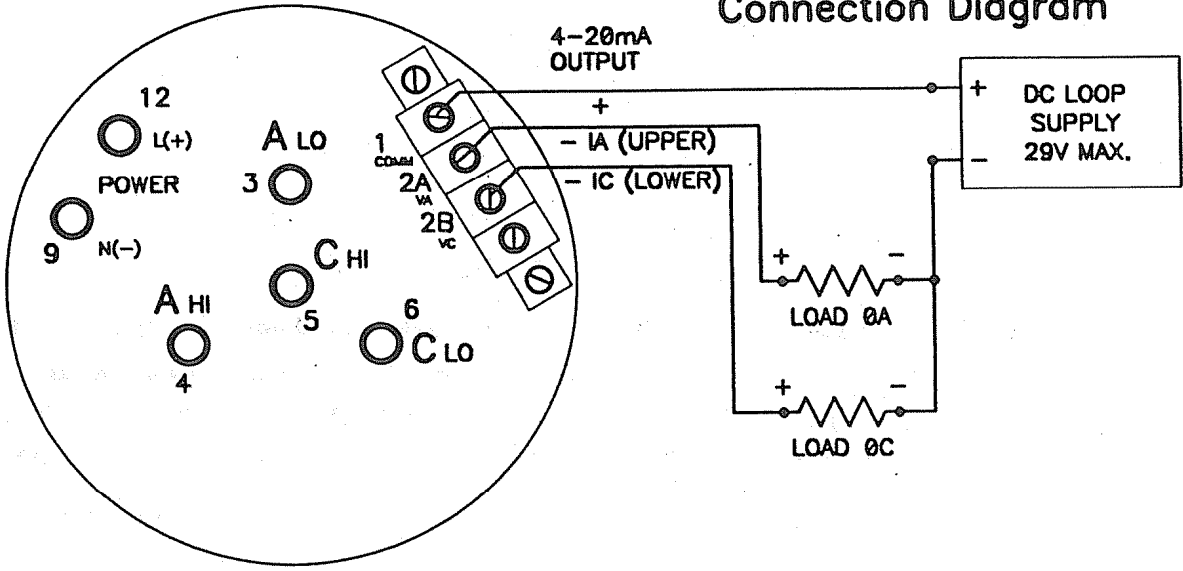 Connection Diagram
4-20mA
OUTPUT
+
- IA (UPPER)
- IC (LOWER)
+
-
DC LOOP
SUPPLY
29V MAX.
12
L(+)
POWER
9
N(-)
A LO
3
1
COMM
2A
VA
2B
VC
C HI
5
A HI
4
6
C LO
+
-
LOAD 0A
+
-
LOAD 0C